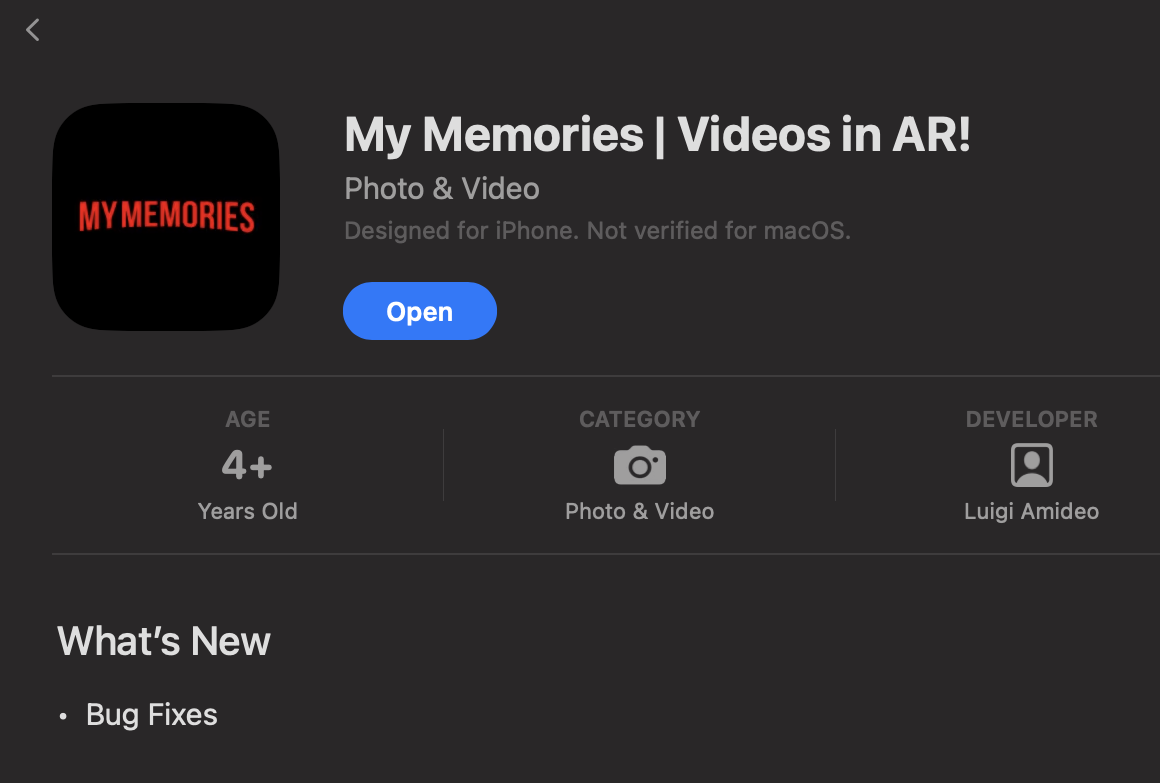 MY MEMORIES
My Memories | Videos in AR!
Photo & Video
Designed for iPhone. Not verified for macOS.
Open
AGE
4+
Years Old
CATEGORY
Photo & Video
DEVELOPER
Luigi Amideo
What’s New
• Bug Fixes